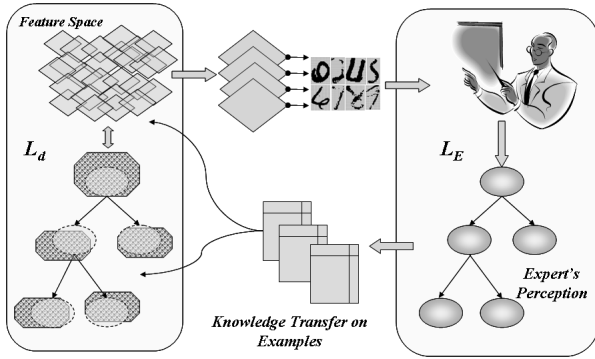 Feature Space
L_d
L_E
Expert's
Perception
Knowledge Transfer on
Examples